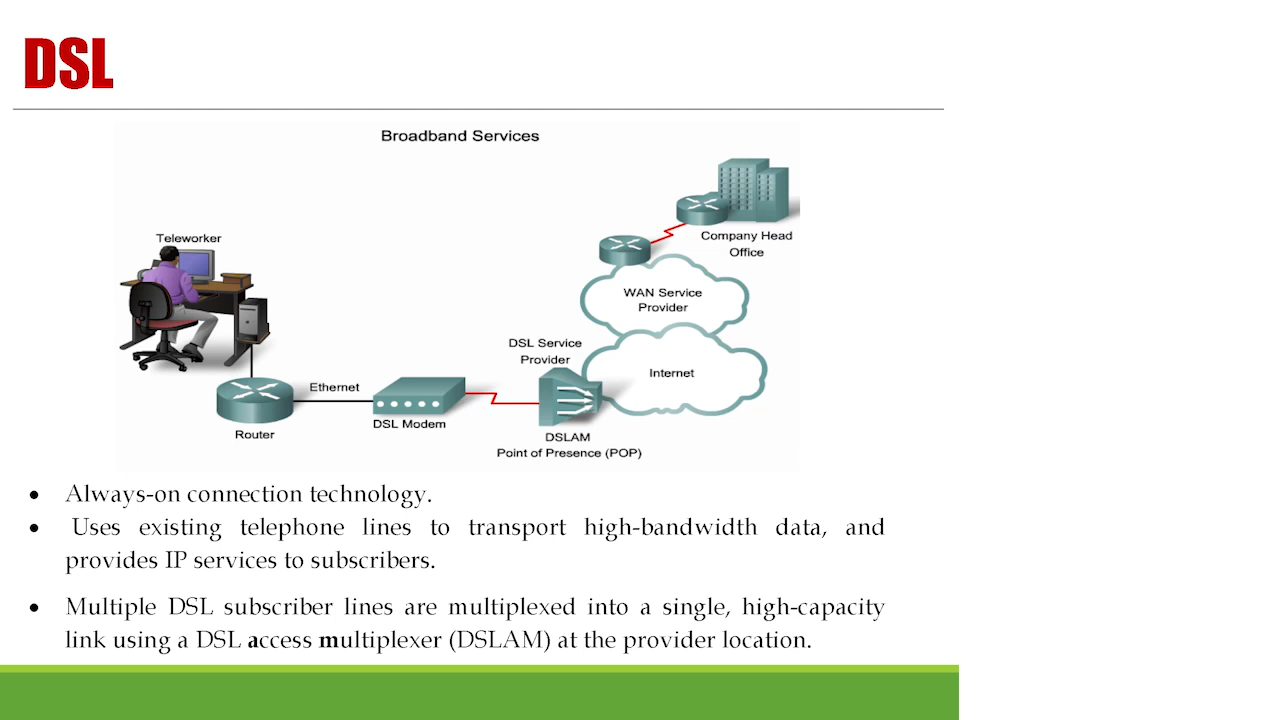 DSL
Broadband Services
Teleworker
Company Head
Office
WAN Service
Provider
DSL Service
Provider
Internet
Ethernet
Router
DSL Modem
DSLAM
Point of Presence (POP)
• Always-on connection technology.
• Uses existing telephone lines to transport high-bandwidth data, and
provides IP services to subscribers.
• Multiple DSL subscriber lines are multiplexed into a single, high-capacity
link using a DSL access multiplexer (DSLAM) at the provider location.